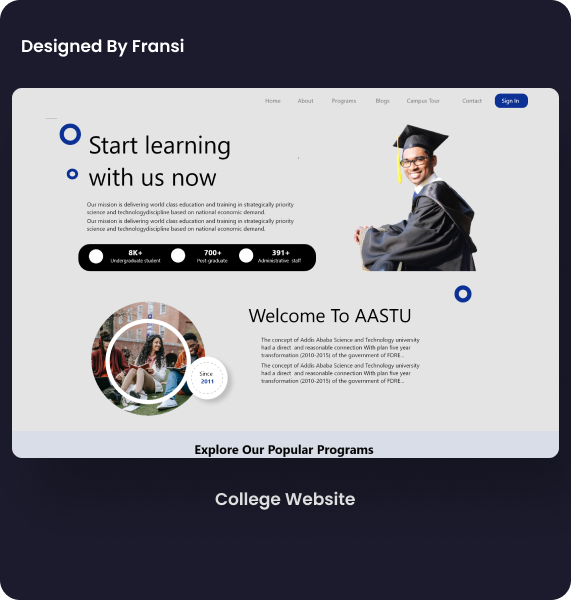 Designed By Fransi
Home About Programs Blogs Campus Tour Contact Sign In
Start learning
with us now
Our mission is delivering world class education and training in strategically priority
science and technologydiscipline based on national economic demand.
Our mission is delivering world class education and training in strategically priority
science and technologydiscipline based on national economic demand.
8K+ 700+ 391+
Undergraduate student Post-graduate Administrative staff
Welcome To AASTU
The concept of Addis Ababa Science and Technology university
had a direct and reasonable connection With plan five year
transformation (2010-2015) of the government of FDRE...
The concept of Addis Ababa Science and Technology university
had a direct and reasonable connection With plan five year
transformation (2010-2015) of the government of FDRE...
Since
2011
Explore Our Popular Programs
College Website